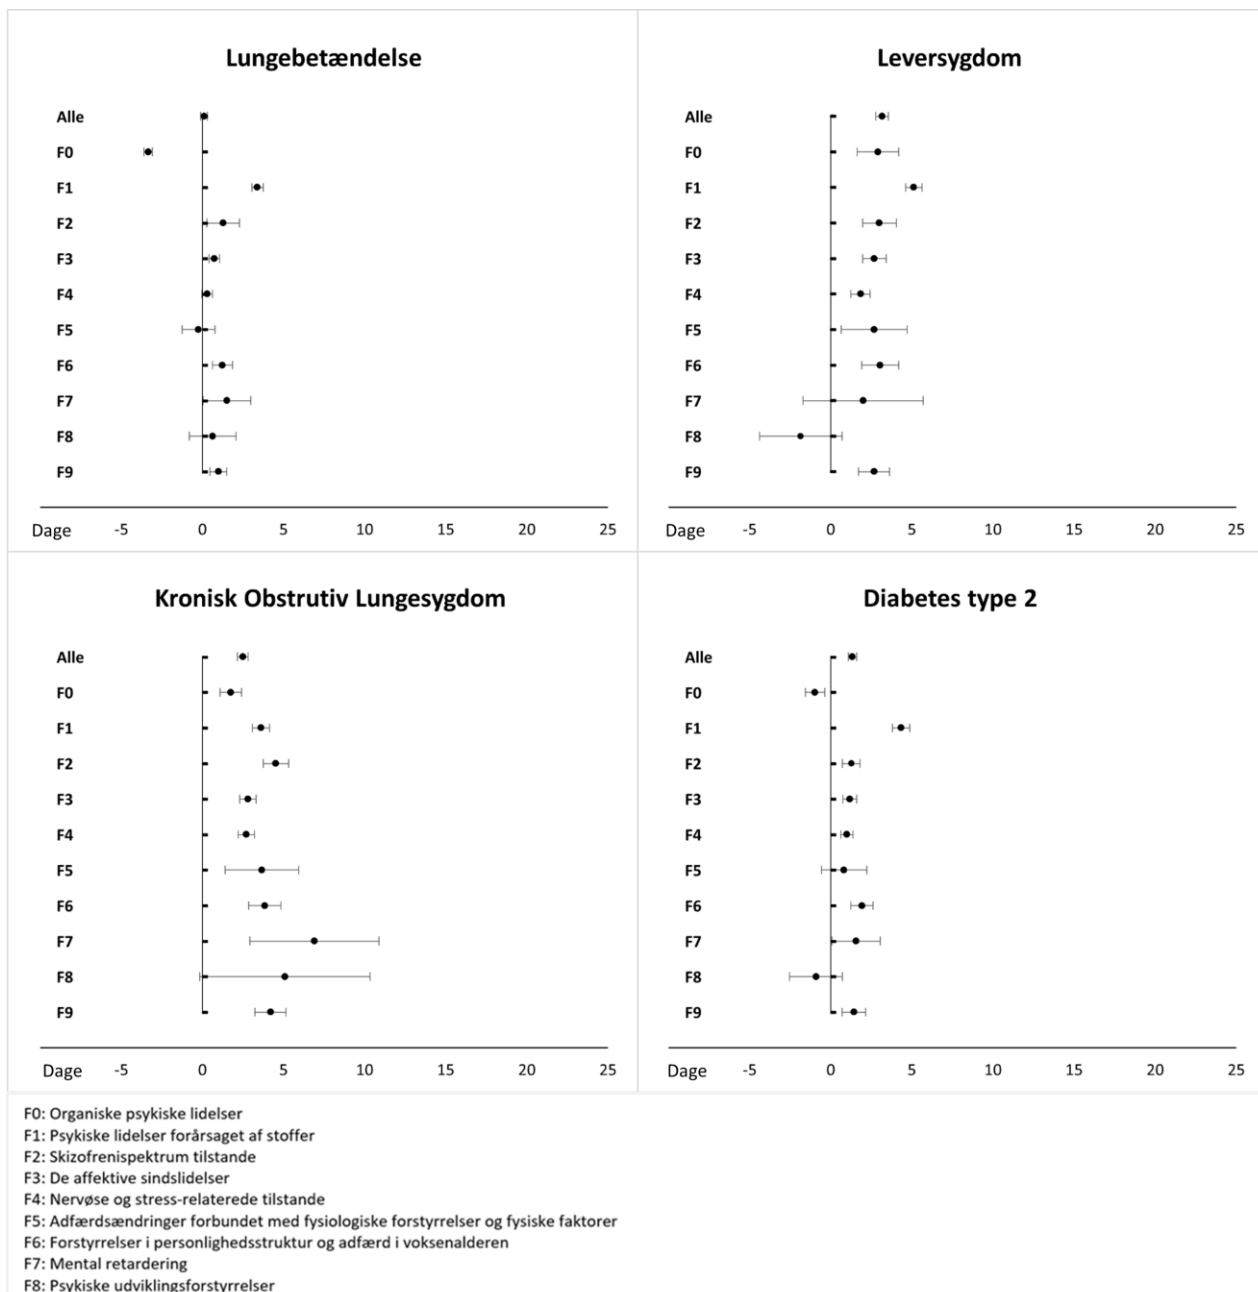 Lungebetændelse
Alle
F0
F1
F2
F3
F4
F5
F6
F7
F8
F9
Dage -5 0 5 10 15 20 25
Leversygdom
Alle
F0
F1
F2
F3
F4
F5
F6
F7
F8
F9
Dage -5 0 5 10 15 20 25
Kronisk Obstrutiv Lungesygdom
Alle
F0
F1
F2
F3
F4
F5
F6
F7
F8
F9
Dage -5 0 5 10 15 20 25
Diabetes type 2
Alle
F0
F1
F2
F3
F4
F5
F6
F7
F8
F9
Dage -5 0 5 10 15 20 25
F0: Organiske psykiske lidelser
F1: Psykiske lidelser forårsaget af stoffer
F2: Skizofrenispektrum tilstande
F3: De affektive sindslidelser
F4: Nervøse og stress-relaterede tilstande
F5: Adfærdsændringer forbundet med fysiologiske forstyrrelser og fysiske faktorer
F6: Forstyrrelser i personlighedsstruktur og adfærd i voksenalderen
F7: Mental retardering
F8: Psykiske udviklingsforstyrrelser